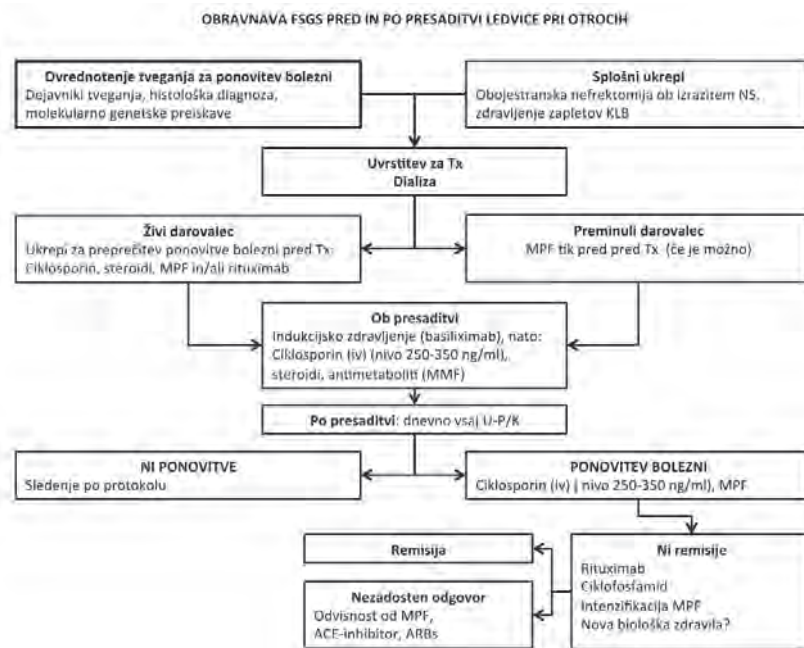 OBRAVNAVA FSGS PRED IN PO PRESADITVI LEDVICE PRI OTROCIH
Ovrednotenje tveganja za ponovitev bolezni
Dejavniki tveganja, histološka diagnoza,
molekularno genetske preiskave
Splošni ukrepi
Obojestranska nefrektomija ob izrazitem NS,
zdravljenje zapletov KLB
Uvrstitev za Tx
Dializa
Živi darovalec
Ukrepi za preprečitev ponovitve bolezni pred Tx:
Ciklosporin, steroidi, MPF in/ali rituximab
Preminuli darovalec
MPF tik pred pred Tx (če je možno)
Ob presaditvi
Indukcijsko zdravljenje (basiliximab), nato:
Ciklosporin (iv) (nivo 250-350 ng/ml),
steroidi, antimetaboliti (MMF)
Po presaditvi: dnevno vsaj U-P/K
NI PONOVITVE
Sledenje po protokolu
PONOVITEV BOLEZNI
Ciklosporin (iv) ( nivo 250-350 ng/ml), MPF
Remisija
Nezadosten odgovor
Odvisnost od MPF,
ACE-inhibitor, ARBs
Ni remisije
Rituximab
Ciklofosfamid
Intenzifikacija MPF
Nova biološka zdravila?